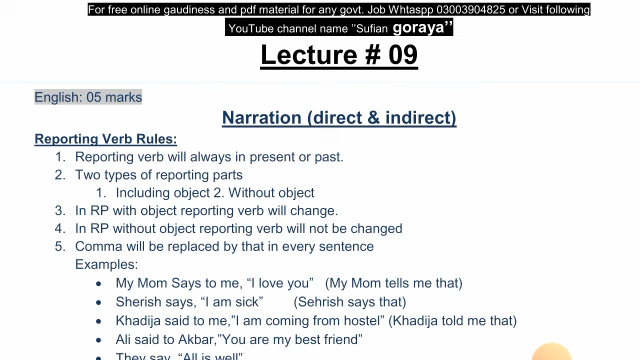 For free online gaudiness and pdf material for any govt. Job Whtaspp 03003904825 or Visit following
YouTube channel name ''Sufian goraya''
Lecture # 09
English: 05 marks
Narration (direct & indirect)
Reporting Verb Rules:
1. Reporting verb will always in present or past.
2. Two types of reporting parts
1. Including object 2. Without object
3. In RP with object reporting verb will change.
4. In RP without object reporting verb will not be changed
5. Comma will be replaced by that in every sentence
Examples:
• My Mom Says to me, “I love you” (My Mom tells me that)
• Sherish says, “I am sick” (Sehrish says that)
• Khadija said to me,”I am coming from hostel” (Khadija told me that)
• Ali said to Akbar,”You are my best friend”
• They say, “All is well”